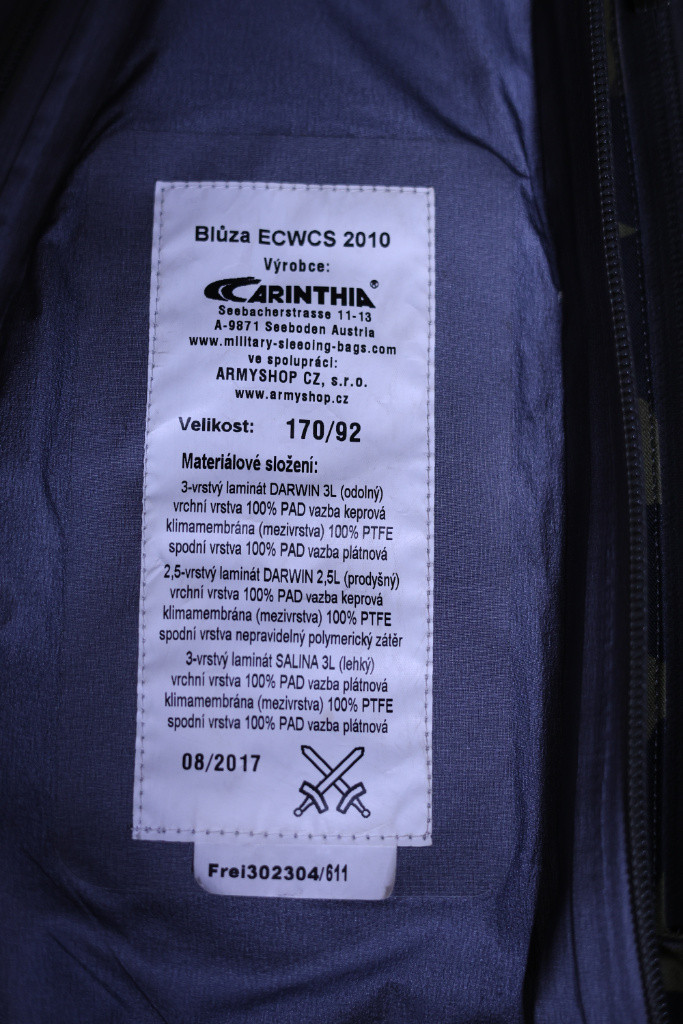 Blůza ECWCS 2010
Výrobce:
CARINTHIA®
Seebacherstrasse 11-13
A-9871 Seeboden Austria
www.military-sleeoing-bags.com
ve spolupráci:
ARMYSHOP CZ, s.r.o.
www.armyshop.cz
Velikost: 170/92
Materiálové složení:
3-vrstvý laminát DARWIN 3L (odolný)
vrchní vrstva 100% PAD vazba keprová
klimamembrána (mezivrstva) 100% PTFE
spodní vrstva 100% PAD vazba plátnová
2,5-vrstvý laminát DARWIN 2,5L (prodyšný)
vrchní vrstva 100% PAD vazba keprová
klimamembrána (mezivrstva) 100% PTFE
spodní vrstva nepravidelný polymerický zátěr
3-vrstvý laminát SALINA 3L (lehký)
vrchní vrstva 100% PAD vazba plátnová
klimamembrána (mezivrstva) 100% PTFE
spodní vrstva 100% PAD vazba plátnová
08/2017
Frei302304/611